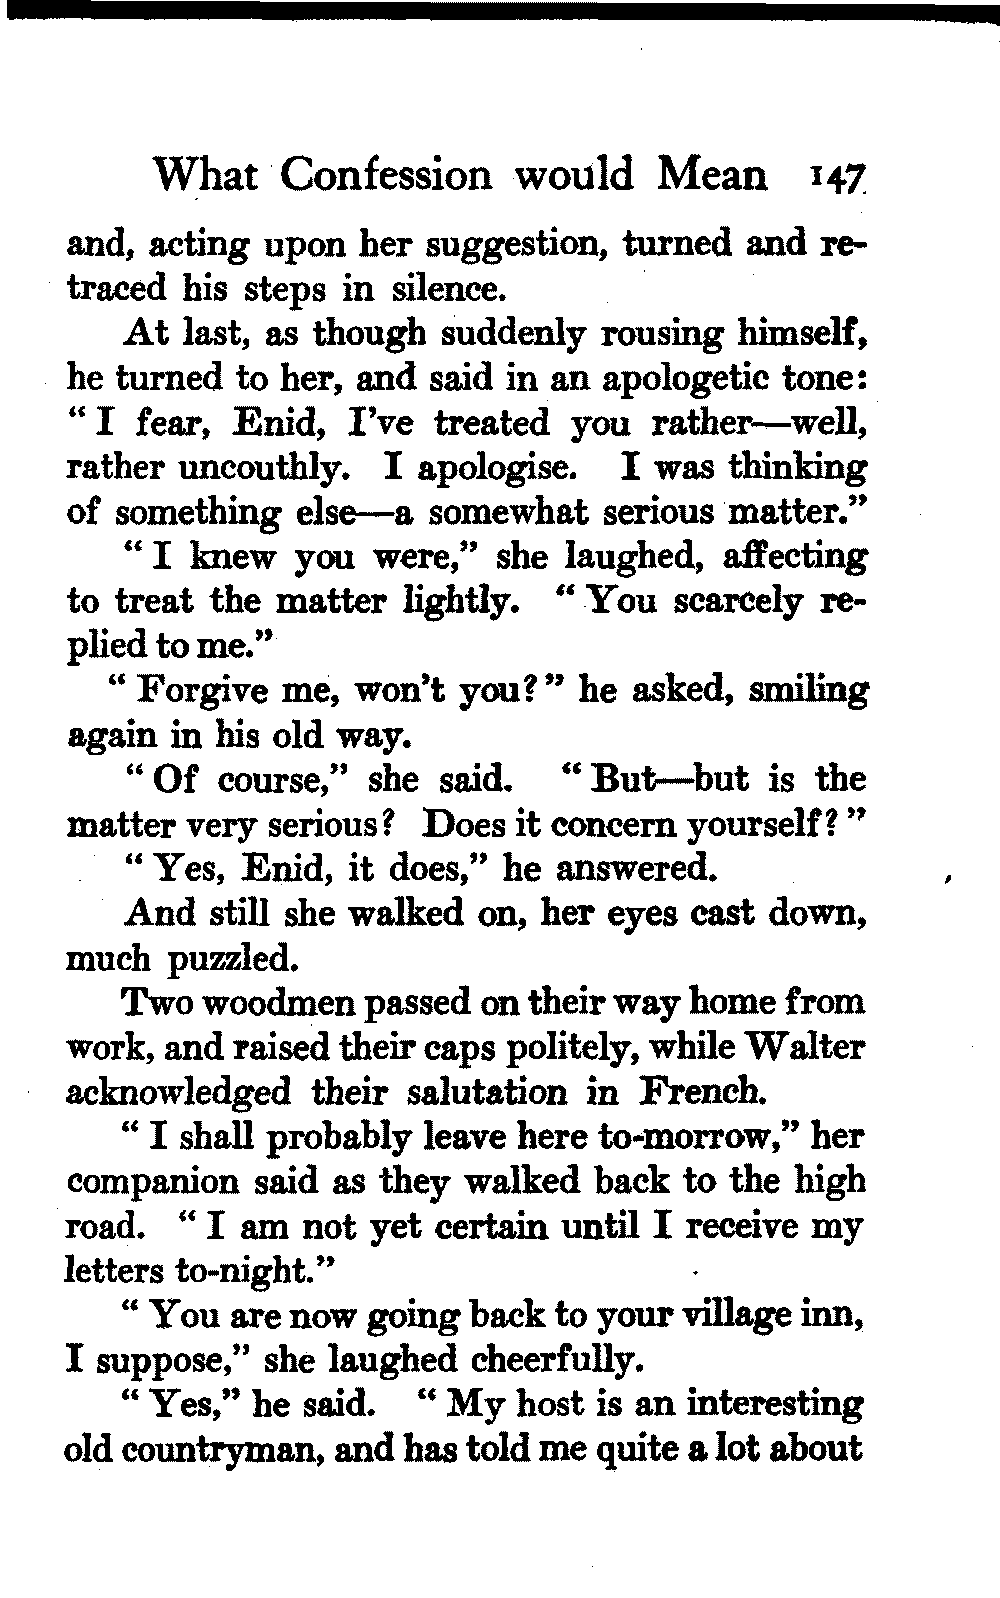 What Confession would Mean 147
and, acting upon her suggestion, turned and re-
traced his steps in silence.
At last, as though suddenly rousing himself,
he turned to her, and said in an apologetic tone:
“ I fear, Enid, I’ve treated you rather—well,
rather uncouthly. I apologise. I was thinking
of something else—a somewhat serious matter.”
“ I knew you were,” she laughed, affecting
to treat the matter lightly. “ You scarcely re-
plied to me.”
“ Forgive me, won’t you? ” he asked, smiling
again in his old way.
“ Of course,” she said. “ But—but is the
matter very serious? Does it concern yourself? ”
“ Yes, Enid, it does,” he answered.
And still she walked on, her eyes cast down,
much puzzled.
Two woodmen passed on their way home from
work, and raised their caps politely, while Walter
acknowledged their salutation in French.
“ I shall probably leave here to-morrow,” her
companion said as they walked back to the high
road. “ I am not yet certain until I receive my
letters to-night.”
“ You are now going back to your village inn,
I suppose,” she laughed cheerfully.
“ Yes,” he said. “ My host is an interesting
old countryman, and has told me quite a lot about